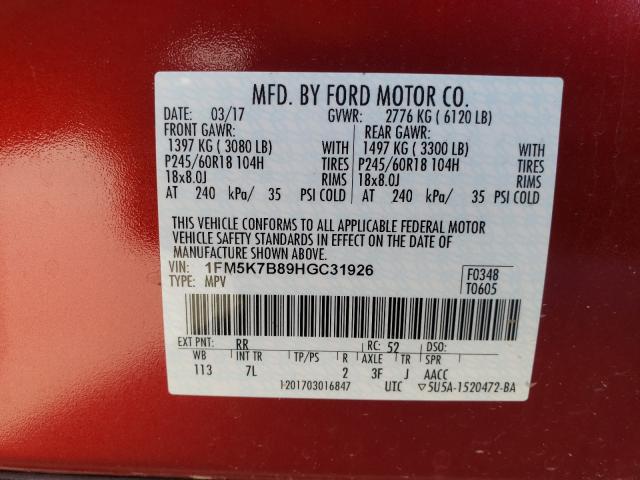 MFD. BY FORD MOTOR CO.
DATE: 03/17 GVWR: 2776 KG ( 6120 LB)
FRONT GAWR: REAR GAWR:
1397 KG ( 3080 LB) WITH 1497 KG ( 3300 LB) WITH
P245/60R18 104H TIRES P245/60R18 104H TIRES
18x8.0J RIMS 18x8.0J RIMS
AT 240 kPa/ 35 PSI COLD AT 240 kPa/ 35 PSI COLD
THIS VEHICLE CONFORMS TO ALL APPLICABLE FEDERAL MOTOR
VEHICLE SAFETY STANDARDS IN EFFECT ON THE DATE OF
MANUFACTURE SHOWN ABOVE.
VIN: 1FM5K7B89HGC31926 F0348
TYPE: MPV T0605
EXT PNT: RR RC: 52 DSO:
WB INT TR TP/PS R AXLE TR SPR
113 7L 2 3F J AACC
1201703016847 UTC ▽5U5A-1520472-BA